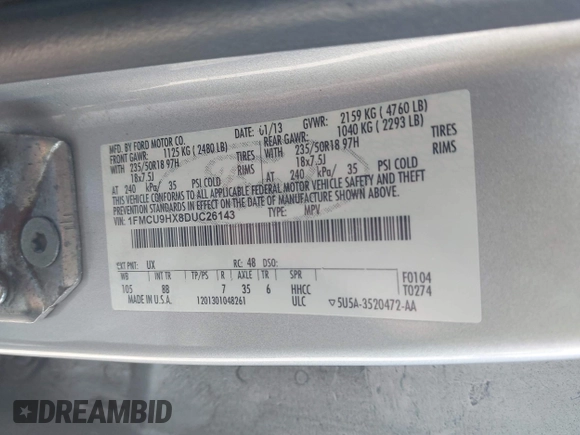 MFD. BY FORD MOTOR CO.
DATE: 01/13 GVWR: 2159 KG ( 4760 LB)
FRONT GAWR: 1125 KG ( 2480 LB) REAR GAWR: 1040 KG ( 2293 LB)
WITH 235/50R18 97H TIRES WITH 235/50R18 97H TIRES
18x7.5J RIMS 18x7.5J RIMS
AT 240 kPa/ 35 PSI COLD AT 240 kPa/ 35 PSI COLD
THIS VEHICLE CONFORMS TO ALL APPLICABLE FEDERAL MOTOR VEHICLE SAFETY AND THEFT
PREVENTION STANDARDS IN EFFECT ON THE DATE OF MANUFACTURE SHOWN ABOVE.
VIN: 1FMCU9HX8DUC26143
TYPE: MPV
EXT PNT: UX RC: 48 DSO:
WB INT TR TP/PS R AXLE TR SPR F0104
105 BB 7 35 6 HHCC T0274
MADE IN U.S.A. 1201301048261 ULC 5USA-3520472-AA
DREAMBID